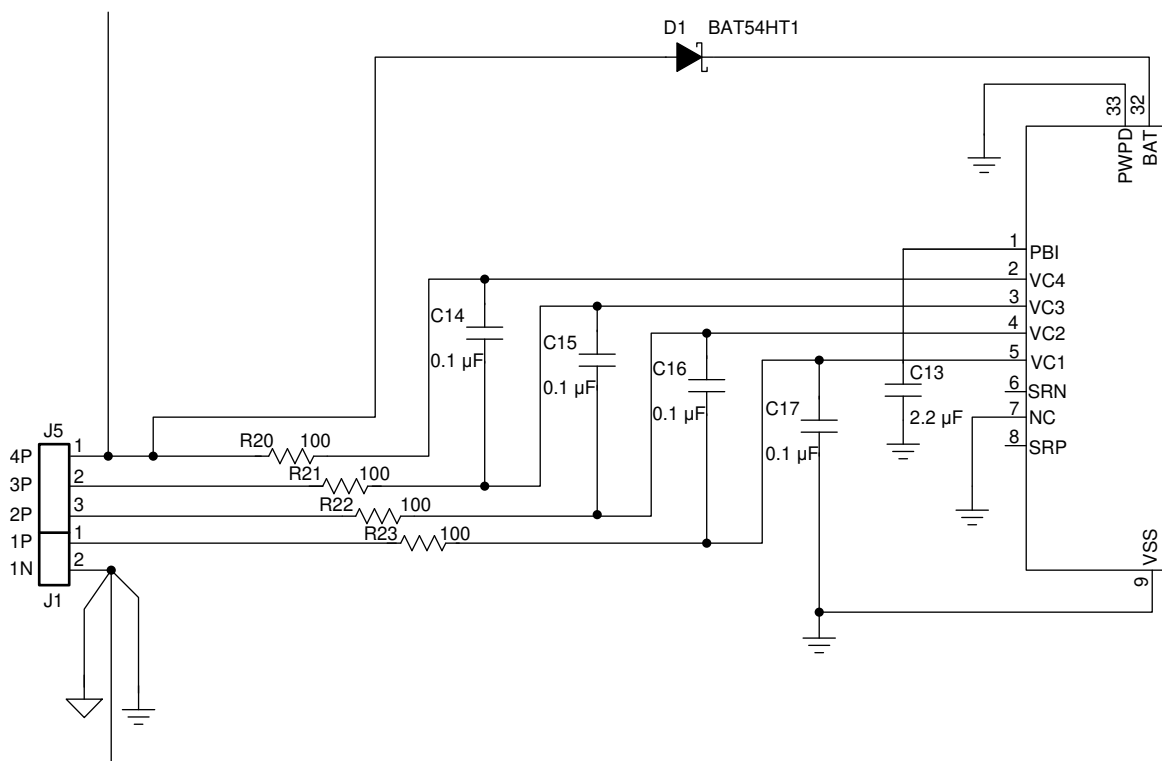 D1 BAT54HT1
33
32
PWPD
BAT
1 PBI
2 VC4
3 VC3
4 VC2
5 VC1
6 SRN
7 NC
8 SRP
C14
0.1 µF
C15
0.1 µF
C16
0.1 µF
C17
0.1 µF
C13
2.2 µF
J5
4P 1
3P 2
2P 3
1P 1
1N 2
J1
R20 100
R21 100
R22 100
R23 100
VSS
9